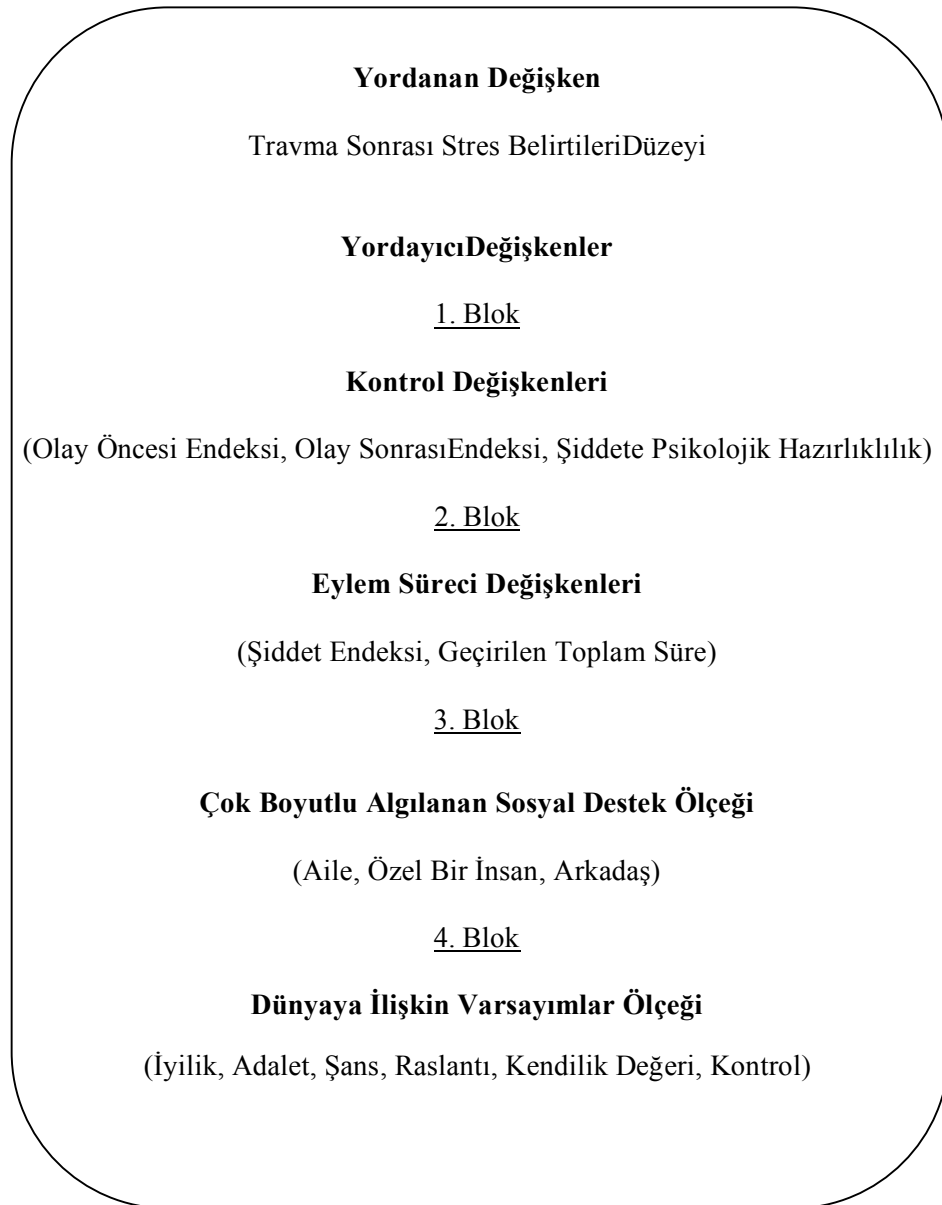 Yordanan Değişken
Travma Sonrası Stres BelirtileriDüzeyi
YordayıcıDeğişkenler
1. Blok
Kontrol Değişkenleri
(Olay Öncesi Endeksi, Olay SonrasıEndeksi, Şiddete Psikolojik Hazırlıklılık)
2. Blok
Eylem Süreci Değişkenleri
(Şiddet Endeksi, Geçirilen Toplam Süre)
3. Blok
Çok Boyutlu Algılanan Sosyal Destek Ölçeği
(Aile, Özel Bir İnsan, Arkadaş)
4. Blok
Dünyaya İlişkin Varsayımlar Ölçeği
(İyilik, Adalet, Şans, Raslantı, Kendilik Değeri, Kontrol)